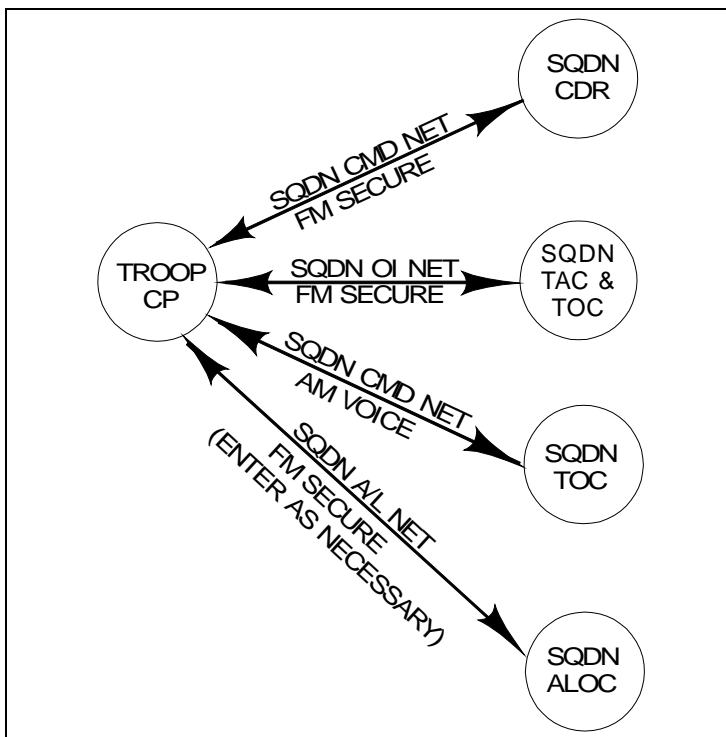 SQDN
CDR
SQDN CMD NET
FM SECURE
TROOP
CP
SQDN OI NET
FM SECURE
SQDN
TAC &
TOC
SQDN CMD NET
AM VOICE
SQDN
TOC
SQDN A/L NET
FM SECURE
(ENTER AS NECESSARY)
SQDN
ALOC